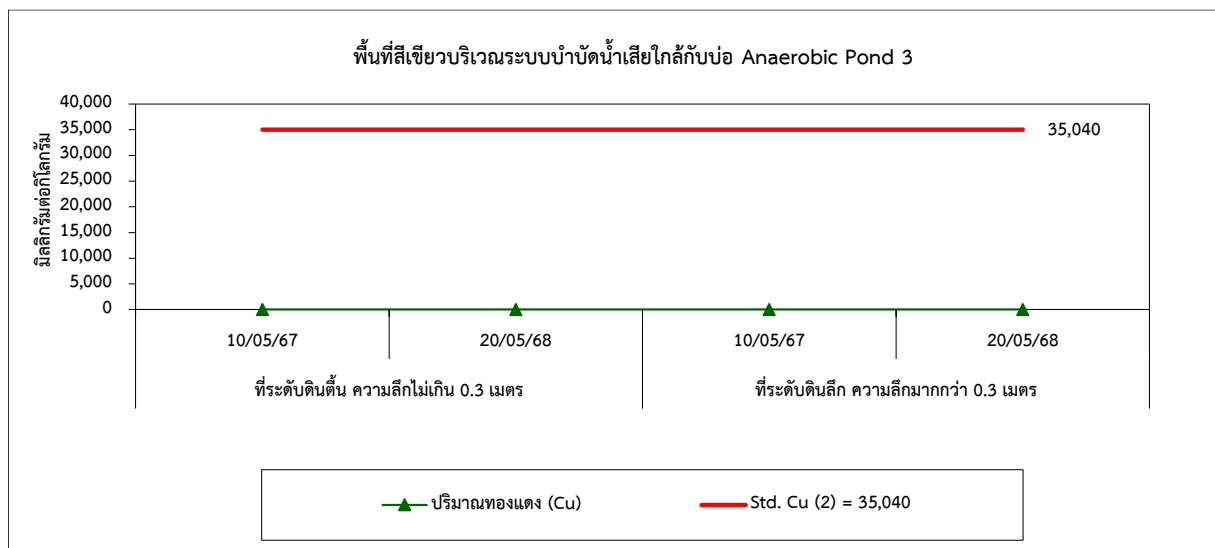 พื้นที่สีเขียวบริเวณระบบบำบัดน้ำเสียใกล้กับบ่อ Anaerobic Pond 3
มิลลิกรัมต่อกิโลกรัม
40,000
35,000
30,000
25,000
20,000
15,000
10,000
5,000
0
35,040
10/05/67 20/05/68 10/05/67 20/05/68
ที่ระดับดินตื้น ความลึกไม่เกิน 0.3 เมตร ที่ระดับดินลึก ความลึกมากกว่า 0.3 เมตร
ปริมาณทองแดง (Cu) Std. Cu (2) = 35,040